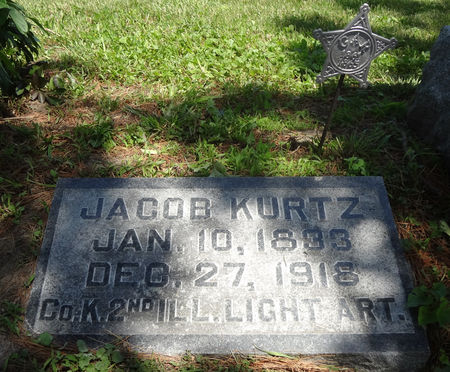 JACOB KURTZ
JAN. 10, 1833
DEC. 27, 1918
CO. K. 2ND ILL. LIGHT ART.